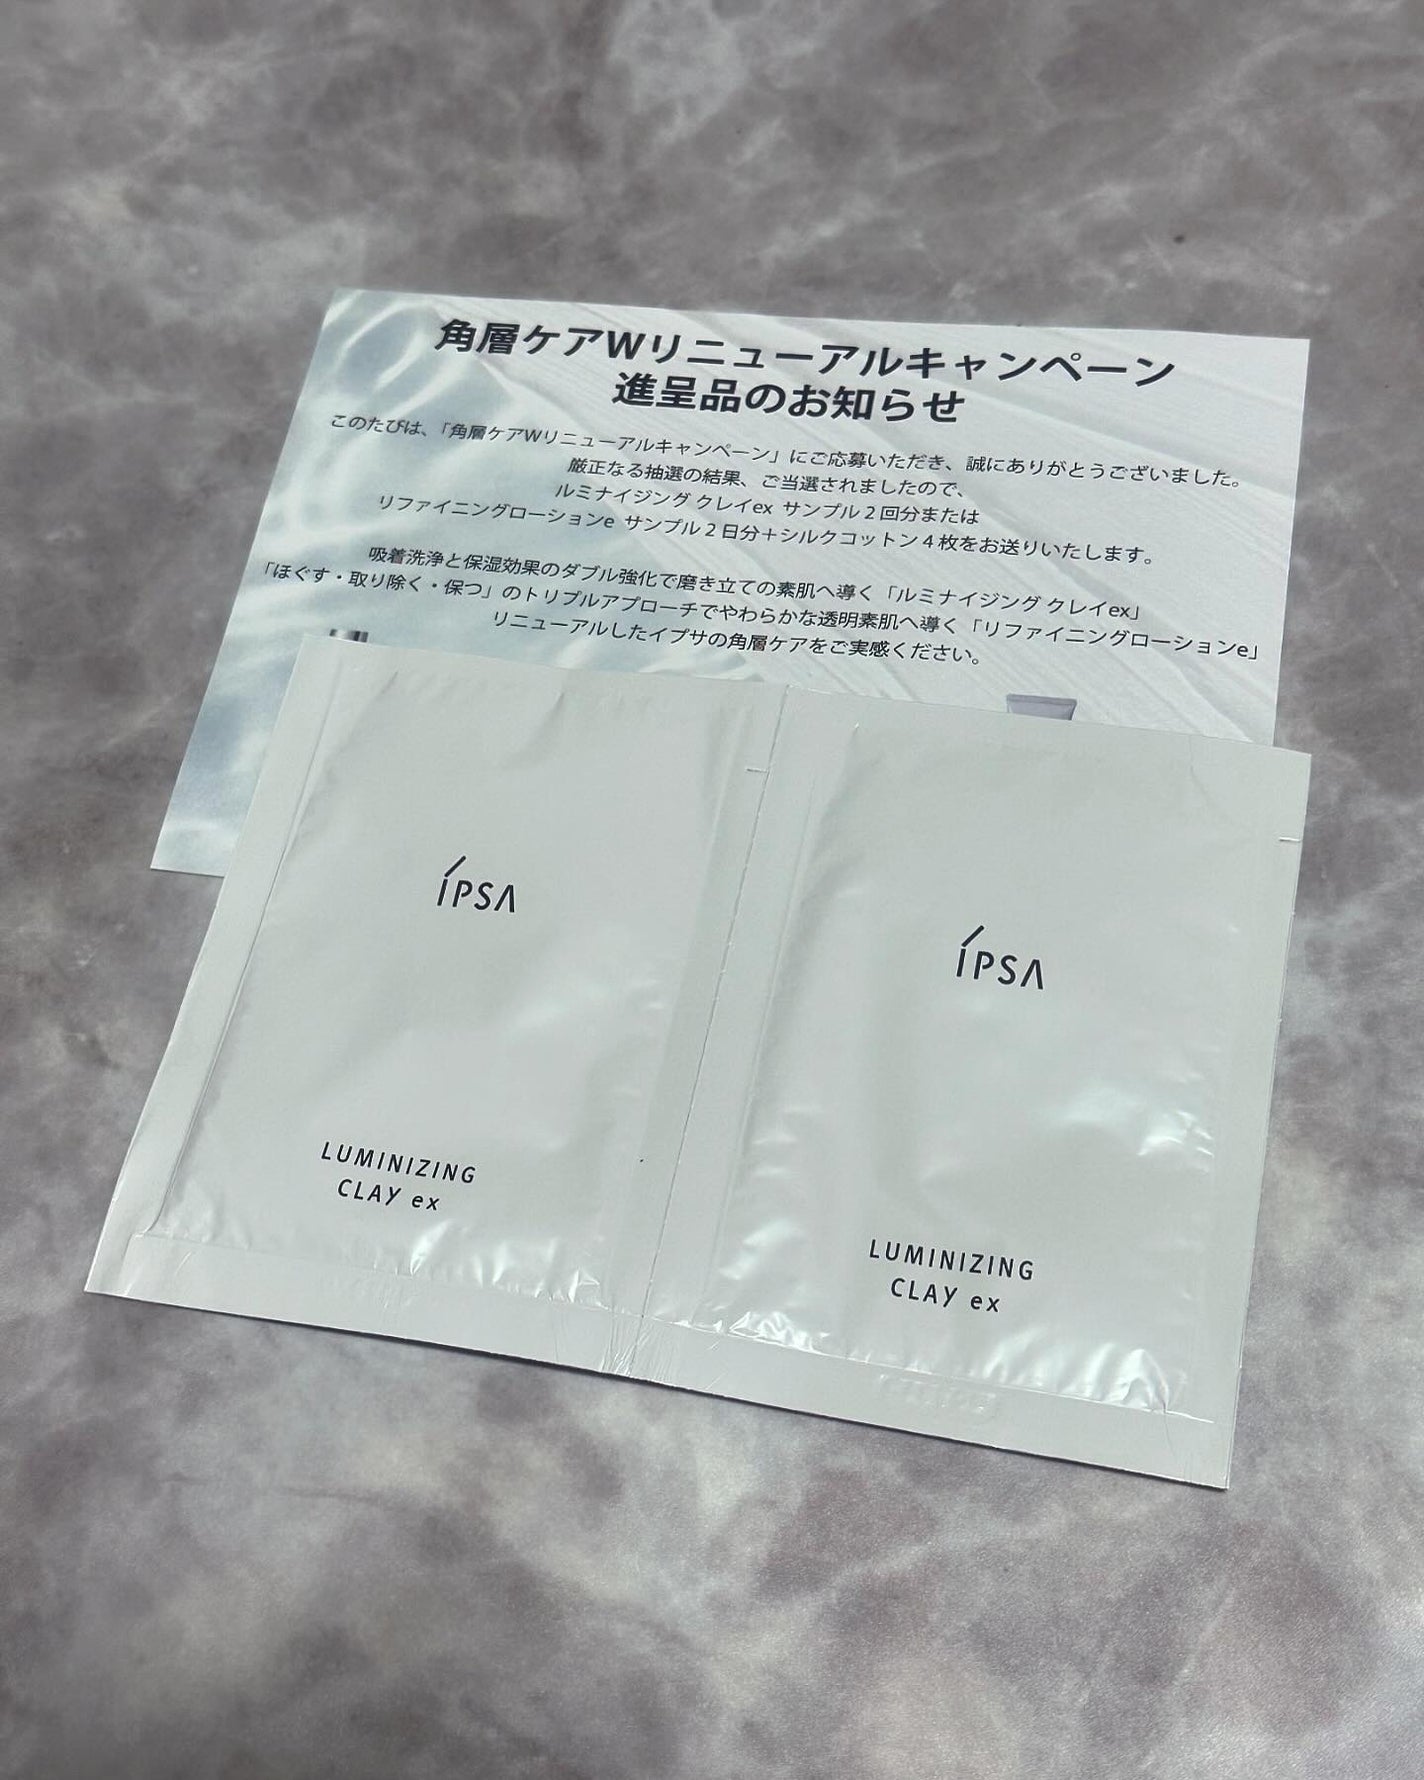 角層ケアWリニューアルキャンペーン
進呈品のお知らせ
このたびは、「角層ケアWリニューアルキャンペーン」にご応募いただき、誠にありがとうございました。
厳正なる抽選の結果、ご当選されましたので、
ルミナイジング クレイex サンプル2回分または
リファイニングローションe サンプル2日分＋シルクコットン4枚をお送りいたします。
吸着洗浄と保湿効果のダブル強化で磨き立ての素肌へ導く「ルミナイジング クレイex」
「ほぐす・取り除く・保つ」のトリプルアプローチでやわらかな透明素肌へ導く「リファイニングローションe」
リニューアルしたイプサの角層ケアをご実感ください。
ÍPSA
LUMINIZING
CLAY ex
ÍPSA
LUMINIZING
CLAY ex